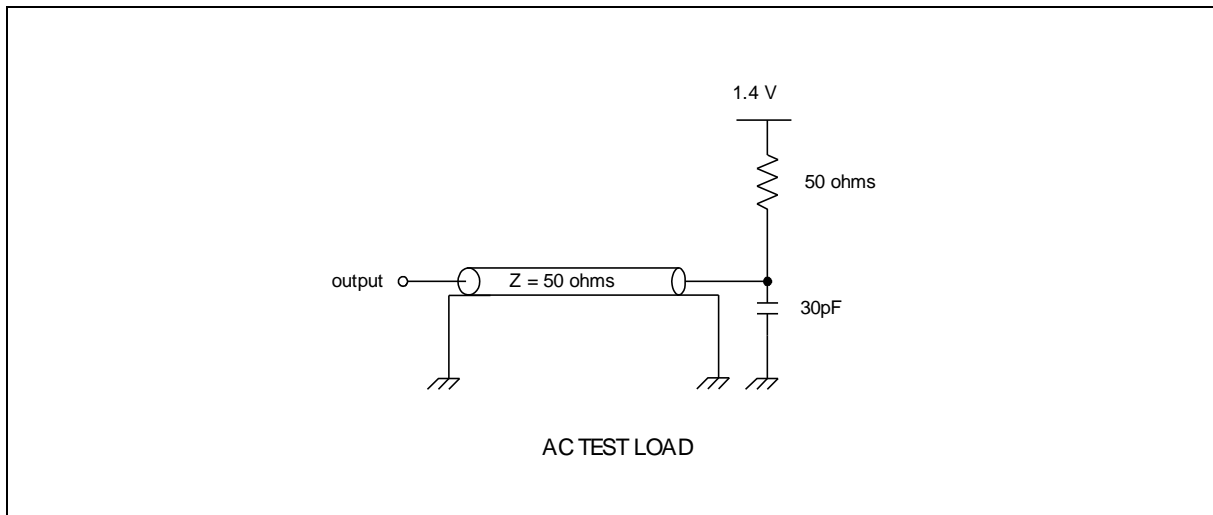 1.4 V
50 ohms
output
Z = 50 ohms
30pF
AC TEST LOAD